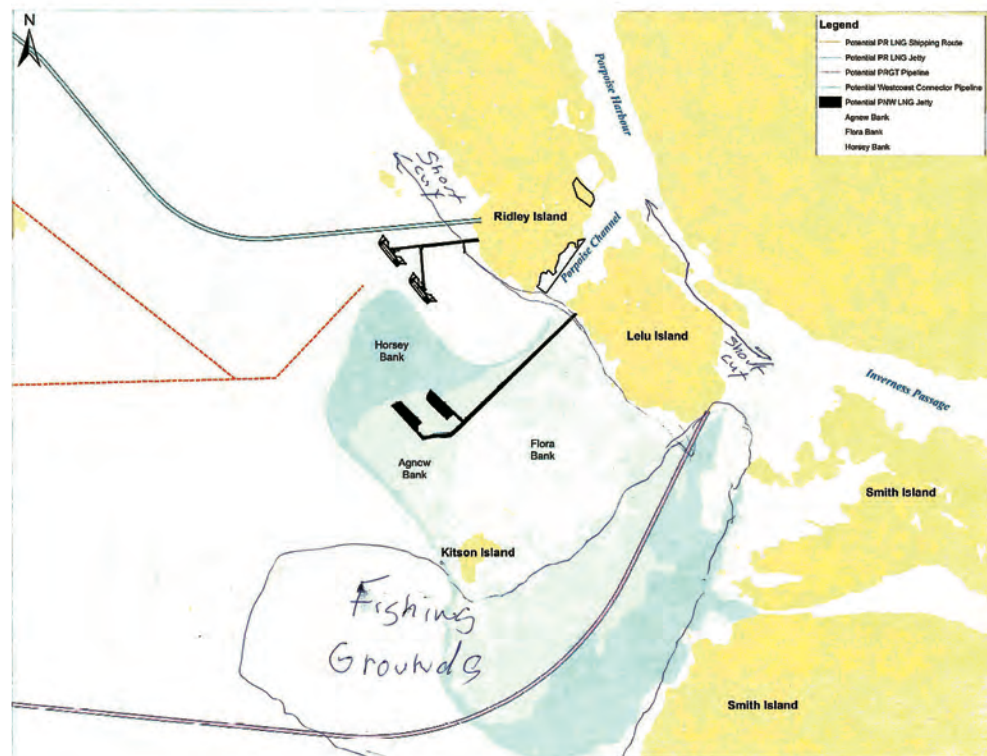 N
Legend
Potential PR LNG Shipping Route
Potential PR LNG Jetty
Potential PRGT Pipeline
Potential Westcoast Connector Pipeline
Potential PNW LNG Jetty
Agnew Bank
Flora Bank
Horsey Bank
Porpoise Harbour
Short
cut
Ridley Island
Porpoise Channel
Lelu Island
Short
cut
Inverness Passage
Horsey
Bank
Flora
Bank
Agnew
Bank
Smith Island
Kitson Island
Fishing
Grounds
Smith Island